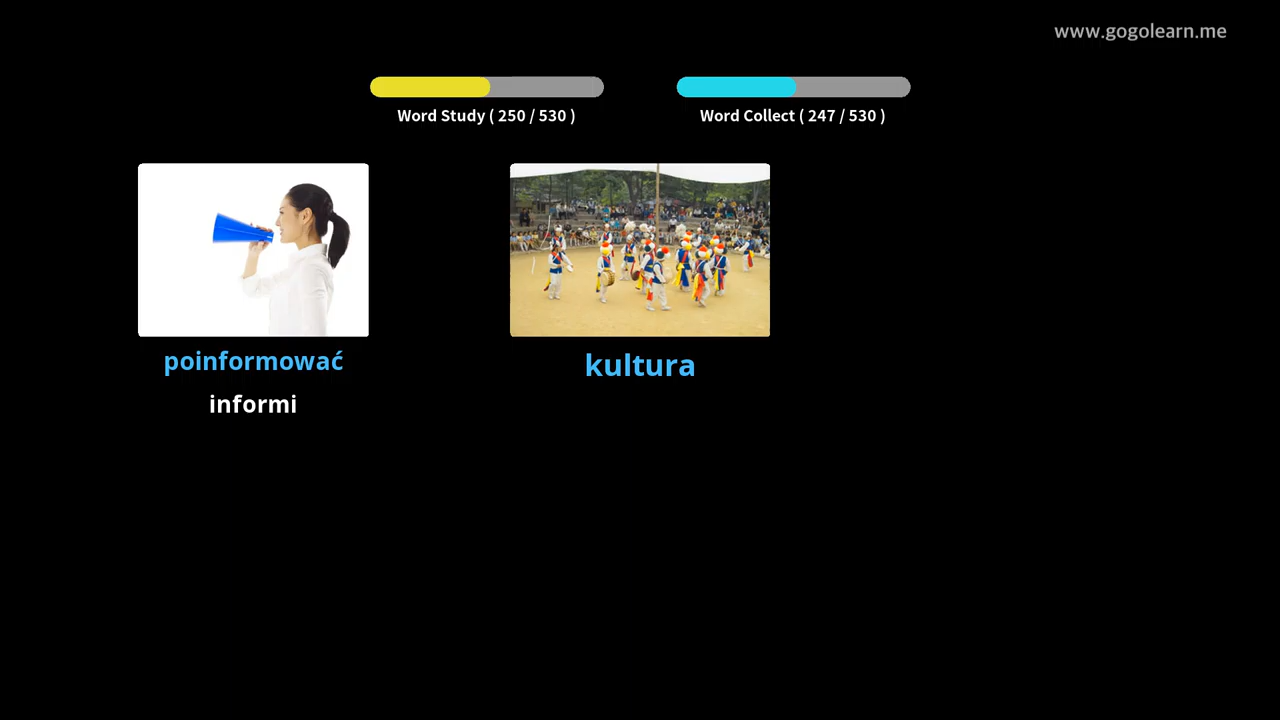 www.gogolearn.me
Word Study ( 250 / 530 )
Word Collect ( 247 / 530 )
poinformować
informi
kultura